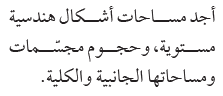 أجد مساحات أشكال هندسية
مستوية، وحجوم مجسّمات
ومساحاتها الجانبية والكلية.